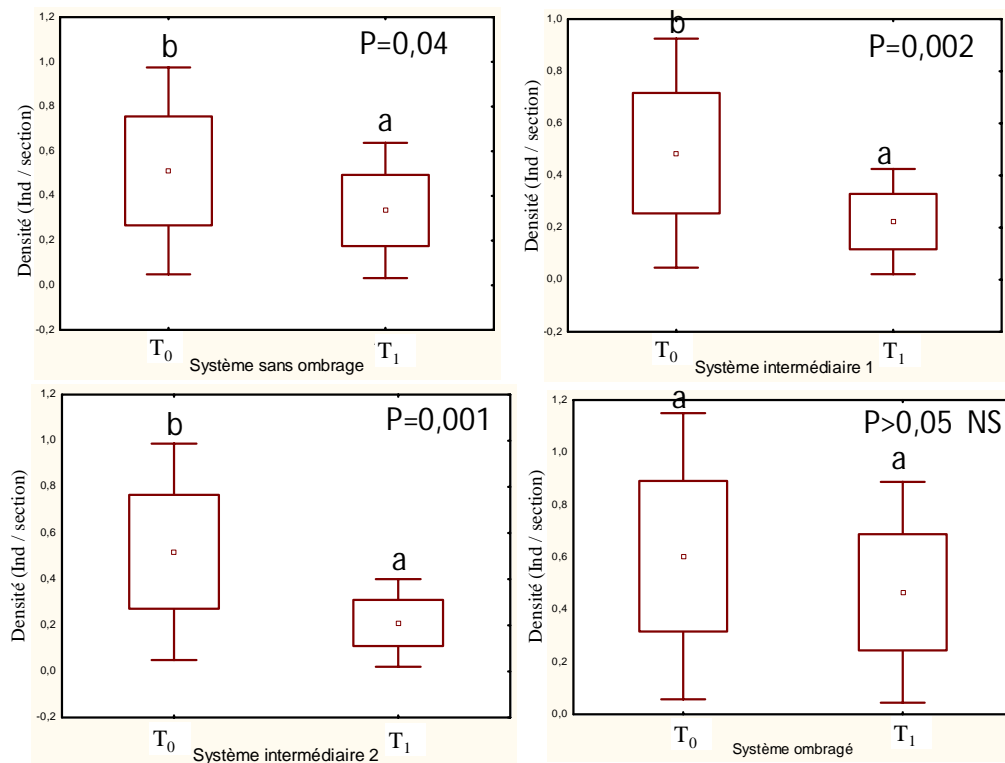 Densité (Ind / section)
1,2
1,0
0,8
0,6
0,4
0,2
0,0
-0,2
b
a
P=0,04
T0
T1
Système sans ombrage
Densité (Ind / section)
1,0
0,8
0,6
0,4
0,2
0,0
-0,2
b
a
P=0,002
T0
T1
Système intermédiaire 1
Densité (Ind / section)
1,2
1,0
0,8
0,6
0,4
0,2
0,0
-0,2
b
a
P=0,001
T0
T1
Système intermédiaire 2
Densité (Ind / section)
1,2
1,0
0,8
0,6
0,4
0,2
0,0
a
a
P>0,05 NS
T0
T1
Système ombragé